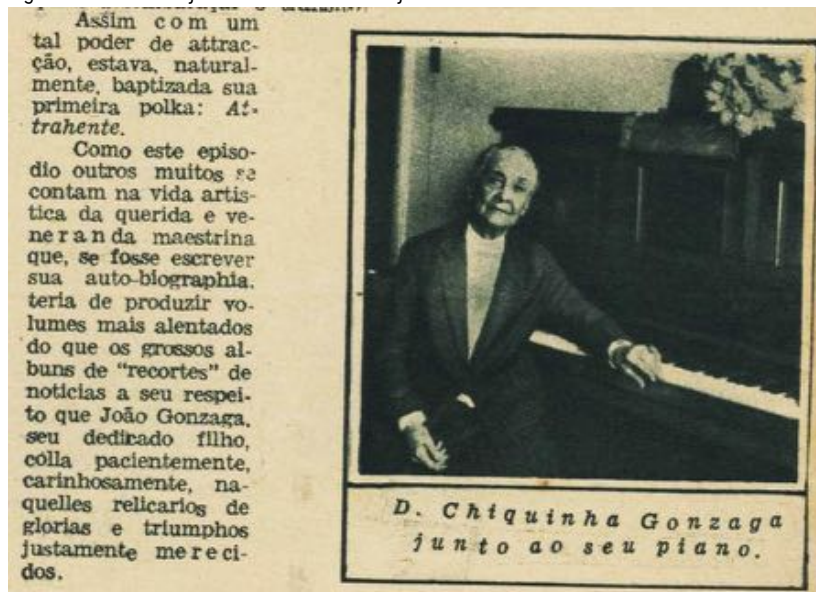 Assim com um
tal poder de attrac-
ção, estava, natural-
mente, baptizada sua
primeira polka: At-
trahente.
Como este episo-
dio outros muitos se
contam na vida artis-
tica da querida e ve-
neranda maestrina
que, se fosse escrever
sua auto-biographia,
teria de produzir vo-
lumes mais alentados
do que os grossos al-
buns de "recortes" de
noticias a seu respei-
to que João Gonzaga,
seu dedicado filho,
colla pacientemente,
carinhosamente, na-
quelles relicarios de
glorias e triumphos
justamente mereci-
dos.
D. Chiquinha Gonzaga
junto ao seu piano.